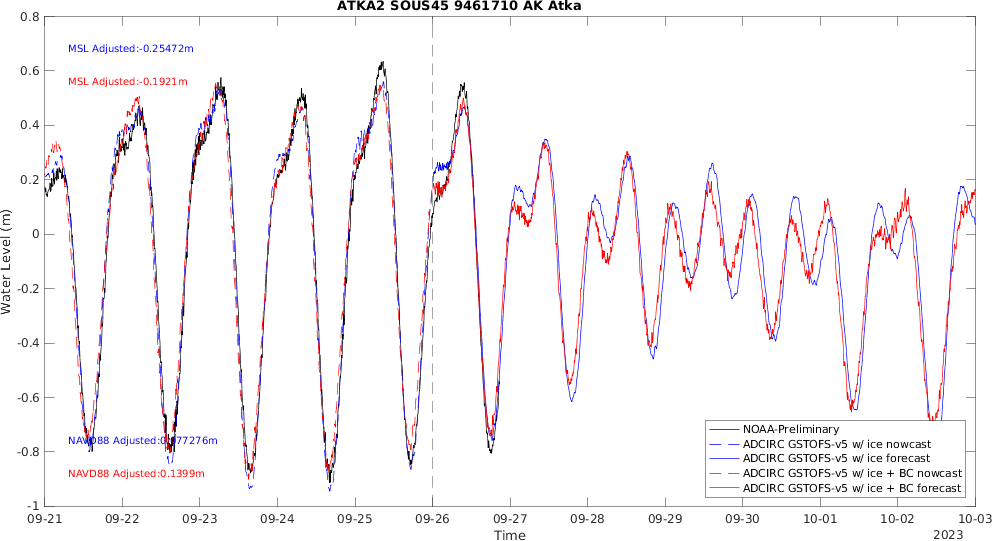 ATKA2 SOUS45 9461710 AK Atka
0.8
0.6
0.4
0.2
0
-0.2
-0.4
-0.6
-0.8
-1
Water Level (m)
MSL Adjusted:-0.25472m
MSL Adjusted:-0.1921m
NAVD88 Adjusted:0.077276m
NAVD88 Adjusted:0.1399m
NOAA-Preliminary
ADCIRC GSTOFS-v5 w/ ice nowcast
ADCIRC GSTOFS-v5 w/ ice forecast
ADCIRC GSTOFS-v5 w/ ice + BC nowcast
ADCIRC GSTOFS-v5 w/ ice + BC forecast
09-21 09-22 09-23 09-24 09-25 09-26 09-27 09-28 09-29 09-30 10-01 10-02 10-03
Time
2023